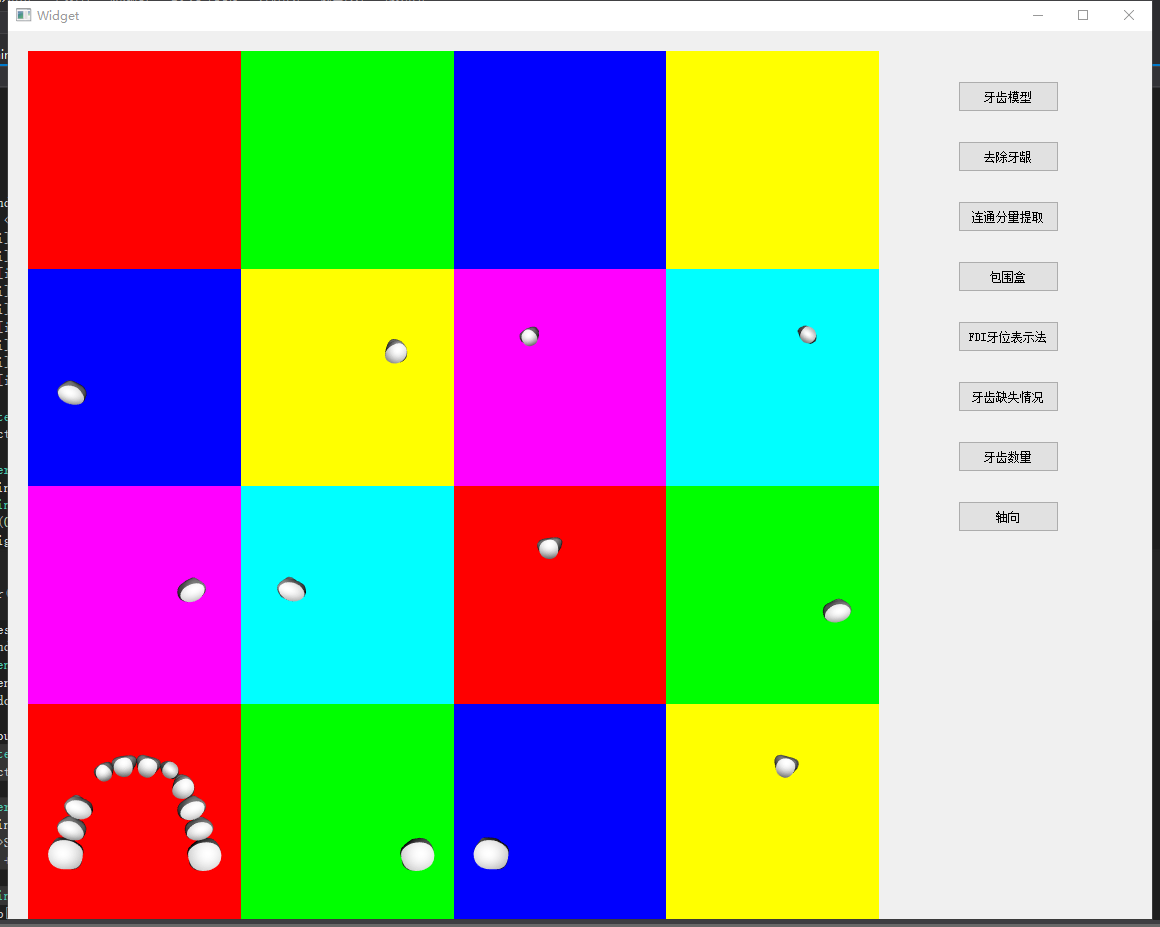 Widget
牙齿模型
去除牙龈
连通分量提取
包围盒
FDI牙位表示法
牙齿缺失情况
牙齿数量
轴向